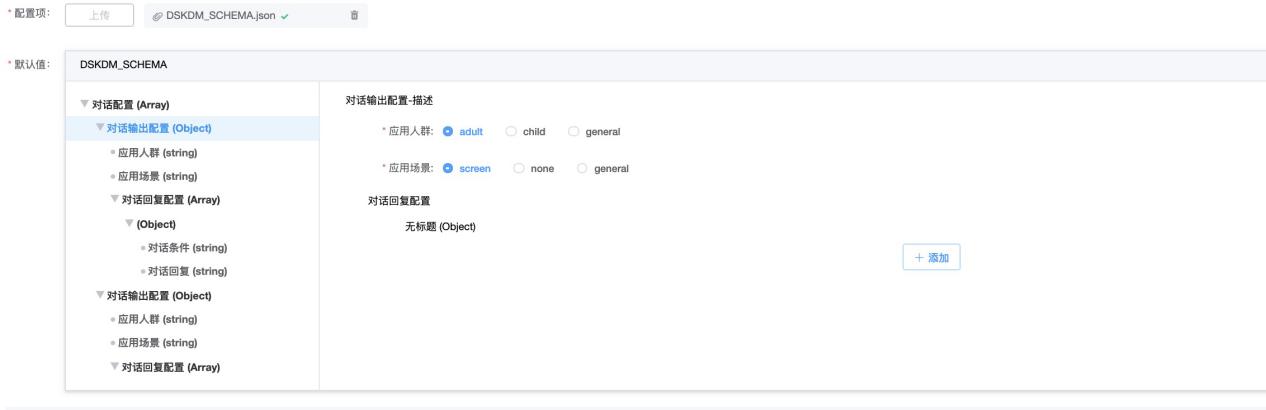 * 配置项: 上传 DSKDM_SCHEMA.json
* 默认值: DSKDM_SCHEMA
对话配置 (Array)
对话输出配置 (Object)
应用人群 (string)
应用场景 (string)
对话回复配置 (Array)
(Object)
对话条件 (string)
对话回复 (string)
对话输出配置 (Object)
应用人群 (string)
应用场景 (string)
对话回复配置 (Array)
对话输出配置-描述
* 应用人群: adult child general
* 应用场景: screen none general
对话回复配置
无标题 (Object)
+ 添加